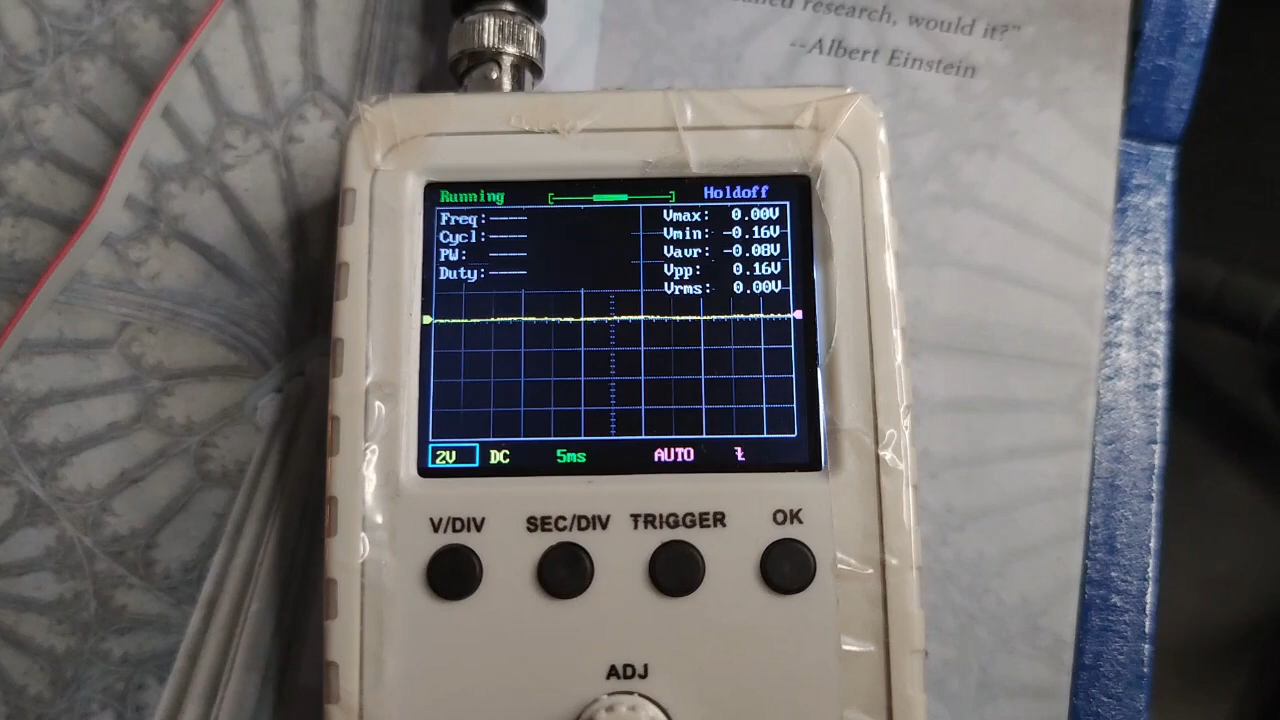 research, would it?"
--Albert Einstein
Running Holdoff
Freq:---- Vmax: 0.00V
Cycl:---- Vmin: -0.16V
PW: ---- Vavr: -0.08V
Duty:---- Vpp: 0.16V
Vrms: 0.00V
2V DC 5ms AUTO
V/DIV SEC/DIV TRIGGER OK
ADJ